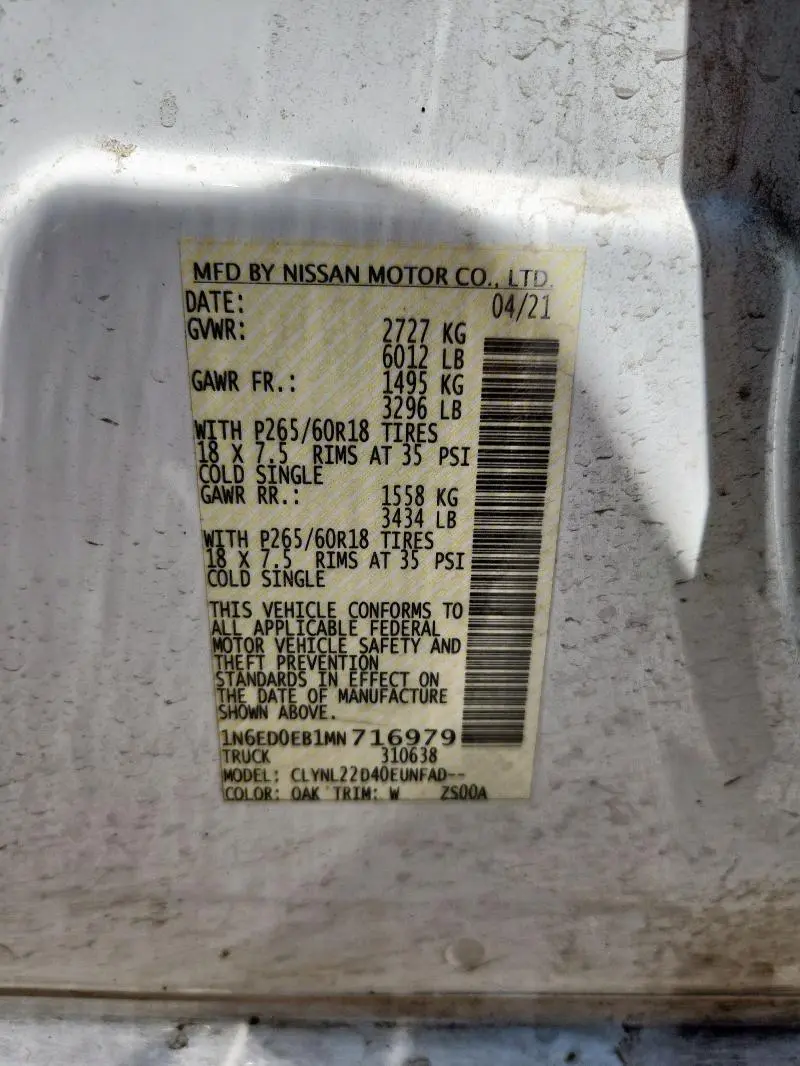 MFD BY NISSAN MOTOR CO., LTD.
DATE: 04/21
GVWR: 2727 KG
6012 LB
GAWR FR.: 1495 KG
3296 LB
WITH P265/60R18 TIRES
18 X 7.5 RIMS AT 35 PSI
COLD SINGLE
GAWR RR.: 1558 KG
3434 LB
WITH P265/60R18 TIRES
18 X 7.5 RIMS AT 35 PSI
COLD SINGLE
THIS VEHICLE CONFORMS TO
ALL APPLICABLE FEDERAL
MOTOR VEHICLE SAFETY AND
THEFT PREVENTION
STANDARDS IN EFFECT ON
THE DATE OF MANUFACTURE
SHOWN ABOVE.
1N6ED0EB1MN716979
TRUCK 310638
MODEL: CLYNL22D40EUNFAD--
COLOR: QAK TRIM: W ZS00A